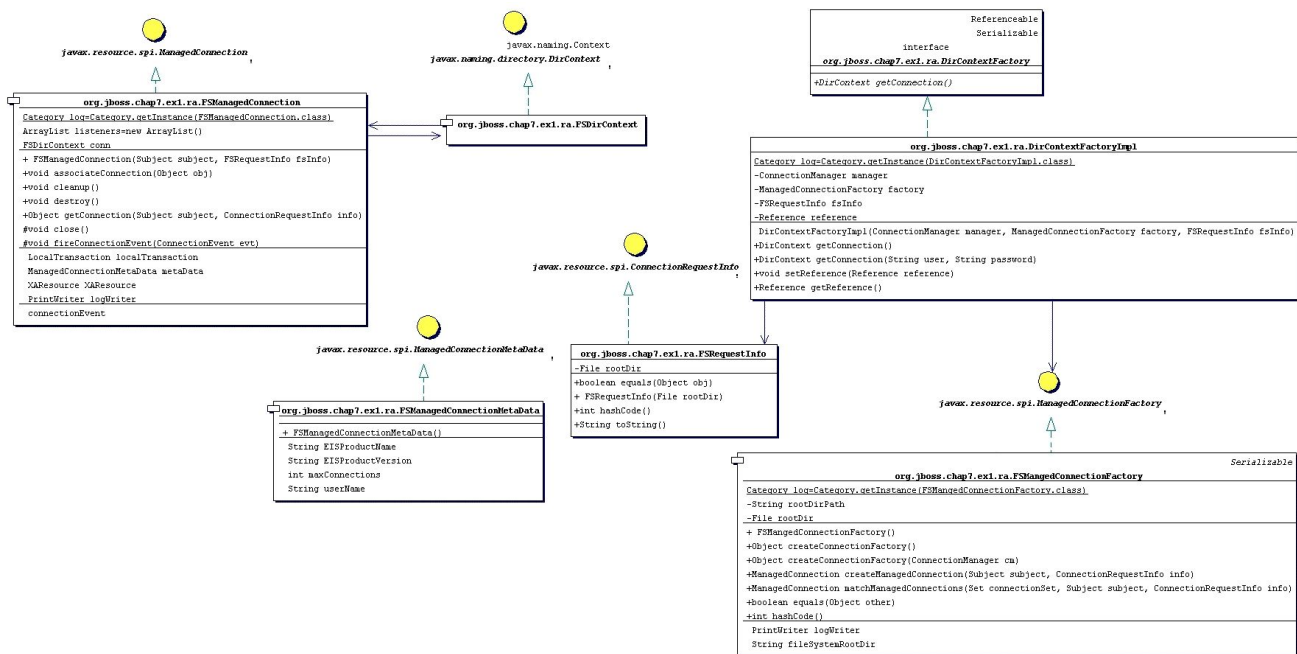 javax.resource.spi.ManagedConnection,
org.jboss.chap7.ex1.ra.FSManagedConnection
Category log=Category.getInstance(FSManagedConnection.class)
ArrayList listeners=new ArrayList()
FSDirContext conn
+ FSManagedConnection(Subject subject, FSRequestInfo fsInfo)
+void associateConnection(Object obj)
+void cleanup()
+void destroy()
+Object getConnection(Subject subject, ConnectionRequestInfo info)
#void close()
#void fireConnectionEvent(ConnectionEvent evt)
LocalTransaction localTransaction
ManagedConnectionMetaData metaData
XAResource XAResource
PrintWriter logWriter
connectionEvent
javax.naming.Context
javax.naming.directory.DirContext,
org.jboss.chap7.ex1.ra.FSDirContext
Referenceable
Serializable
interface
org.jboss.chap7.ex1.ra.DirContextFactory
+DirContext getConnection()
org.jboss.chap7.ex1.ra.DirContextFactoryImpl
Category log=Category.getInstance(DirContextFactoryImpl.class)
-ConnectionManager manager
-ManagedConnectionFactory factory
-FSRequestInfo fsInfo
-Reference reference
DirContextFactoryImpl(ConnectionManager manager, ManagedConnectionFactory factory, FSRequestInfo fsInfo)
+DirContext getConnection()
+DirContext getConnection(String user, String password)
+void setReference(Reference reference)
+Reference getReference()
javax.resource.spi.ConnectionRequestInfo,
org.jboss.chap7.ex1.ra.FSRequestInfo
-File rootDir
+boolean equals(Object obj)
+ FSRequestInfo(File rootDir)
+int hashCode()
+String toString()
javax.resource.spi.ManagedConnectionMetaData,
org.jboss.chap7.ex1.ra.FSManagedConnectionMetaData
+ FSManagedConnectionMetaData()
String EISProductName
String EISProductVersion
int maxConnections
String userName
javax.resource.spi.ManagedConnectionFactory,
Serializable
org.jboss.chap7.ex1.ra.FSMangedConnectionFactory
Category log=Category.getInstance(FSMangedConnectionFactory.class)
-String rootDirPath
-File rootDir
+ FSMangedConnectionFactory()
+Object createConnectionFactory()
+Object createConnectionFactory(ConnectionManager cm)
+ManagedConnection createManagedConnection(Subject subject, ConnectionRequestInfo info)
+ManagedConnection matchManagedConnections(Set connectionSet, Subject subject, ConnectionRequestInfo info)
+boolean equals(Object other)
+int hashCode()
PrintWriter logWriter
String fileSystemRootDir